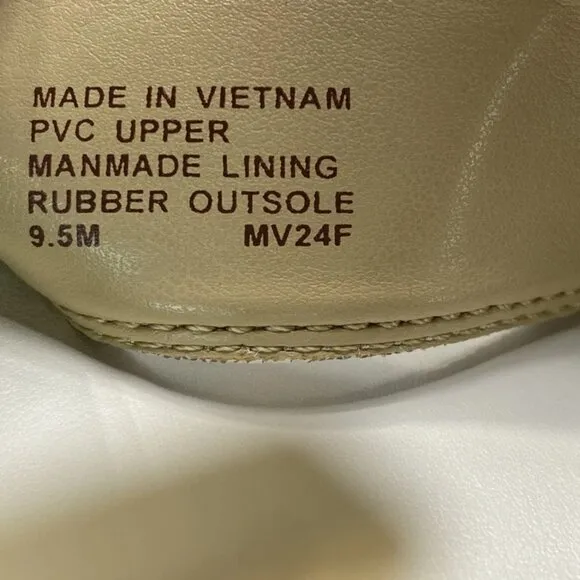 MADE IN VIETNAM
PVC UPPER
MANMADE LINING
RUBBER OUTSOLE
9.5M MV24F